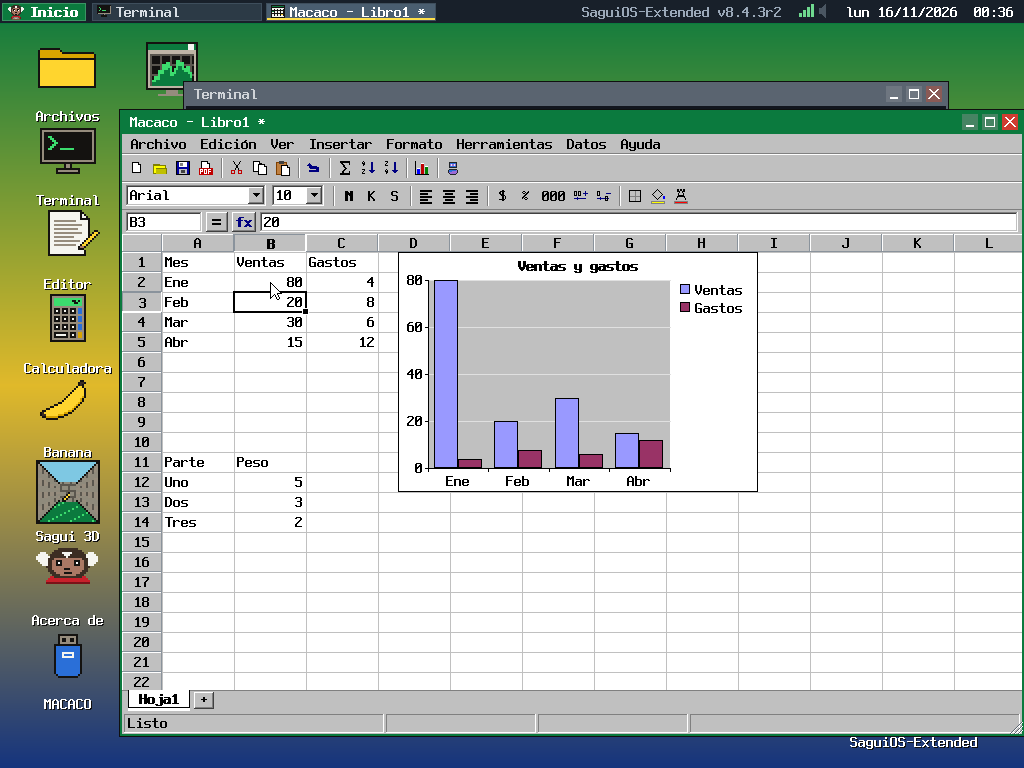 Inicio
Terminal
Macaco - Libro1 *
SaguiOS-Extended v8.4.3r2
lun 16/11/2026
00:36
Archivos
Terminal
Editor
Calculadora
Banana
Sagui 3D
Acerca de
MACACO
Terminal
Macaco - Libro1 *
Archivo Edición Ver Insertar Formato Herramientas Datos Ayuda
PDF
Arial 10 N K S $ % 000
B3 = fx 20
A B C D E F G H I J K L
1 Mes Ventas Gastos
2 Ene 80 4
3 Feb 20 8
4 Mar 30 6
5 Abr 15 12
6
7
8
9
10
11 Parte Peso
12 Uno 5
13 Dos 3
14 Tres 2
15
16
17
18
19
20
21
22
Ventas y gastos
80
60
40
20
0
Ene Feb Mar Abr
Ventas
Gastos
Hoja1 +
Listo
SaguiOS-Extended